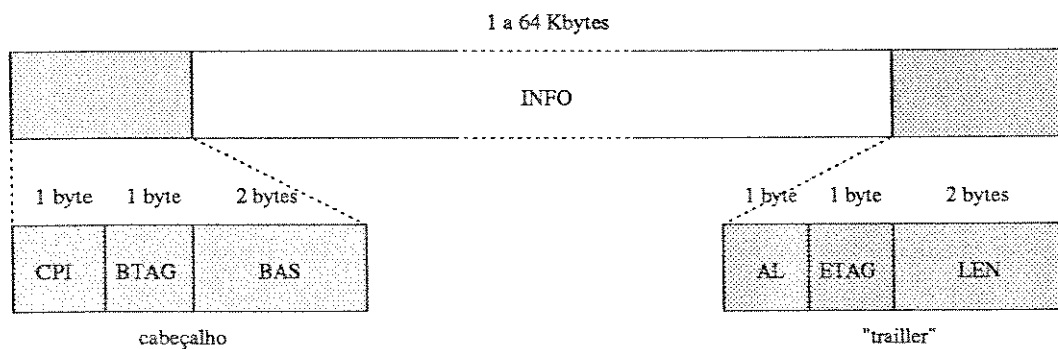 1 a 64 Kbytes
INFO
1 byte 1 byte 2 bytes 1 byte 1 byte 2 bytes
CPI BTAG BAS AL ETAG LEN
cabeçalho "trailler"